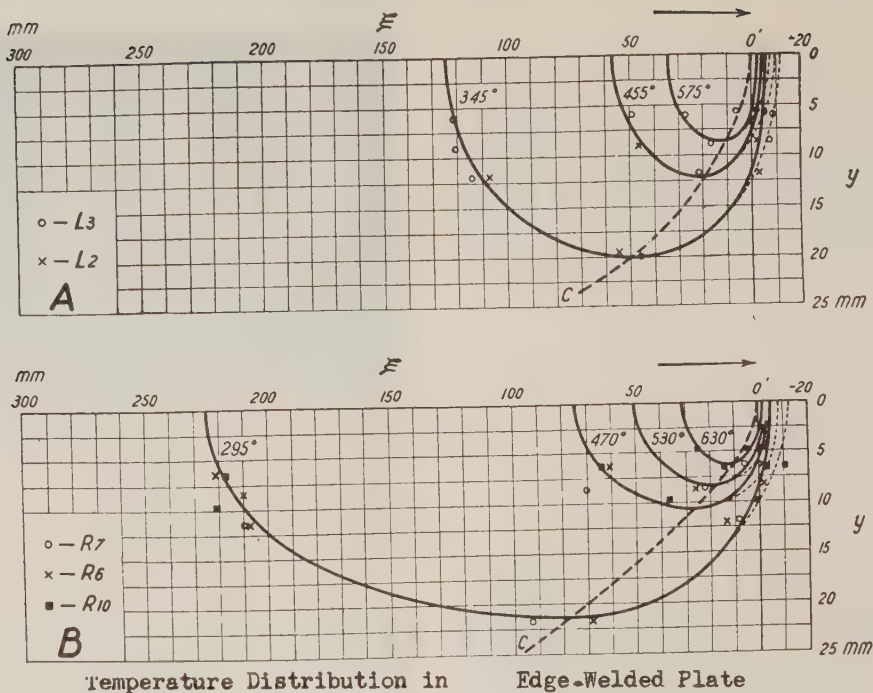 mm ξ
300 250 200 150 100 50 0' -20
0
345° 455° 575°
5
10
y
15
○ — L3
× — L2
20
A
C
25 mm
mm ξ
300 250 200 150 100 50 0' -20
0
295° 470° 530° 630°
5
10
y
○ — R7
15
× — R6
■ — R10
20
B
C
25 mm
Temperature Distribution in Edge-Welded Plate